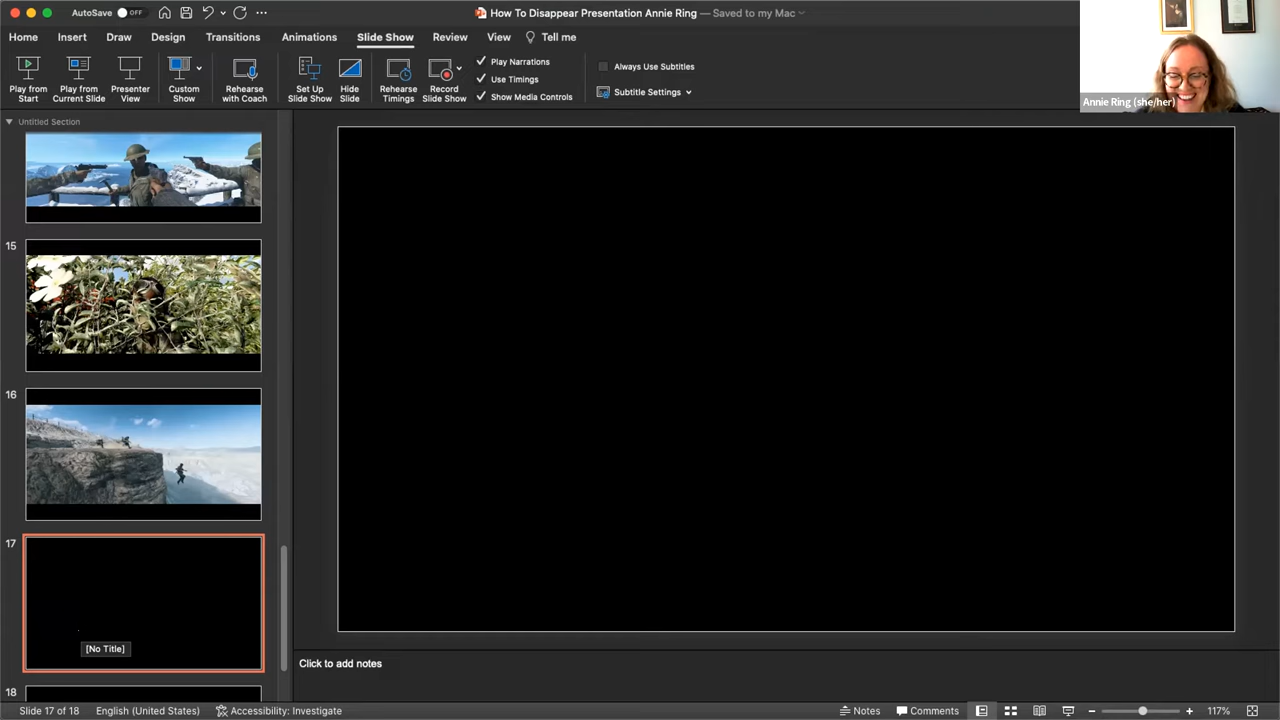 AutoSave OFF
How To Disappear Presentation Annie Ring — Saved to my Mac
Home Insert Draw Design Transitions Animations Slide Show Review View Tell me
Play from Start
Play from Current Slide
Presenter View
Custom Show
Rehearse with Coach
Set Up Slide Show
Hide Slide
Rehearse Timings
Record Slide Show
Play Narrations
Use Timings
Show Media Controls
Always Use Subtitles
Subtitle Settings
Annie Ring (she/her)
Untitled Section
15
16
17
[No Title]
18
Click to add notes
Slide 17 of 18 English (United States) Accessibility: Investigate Notes Comments 117%